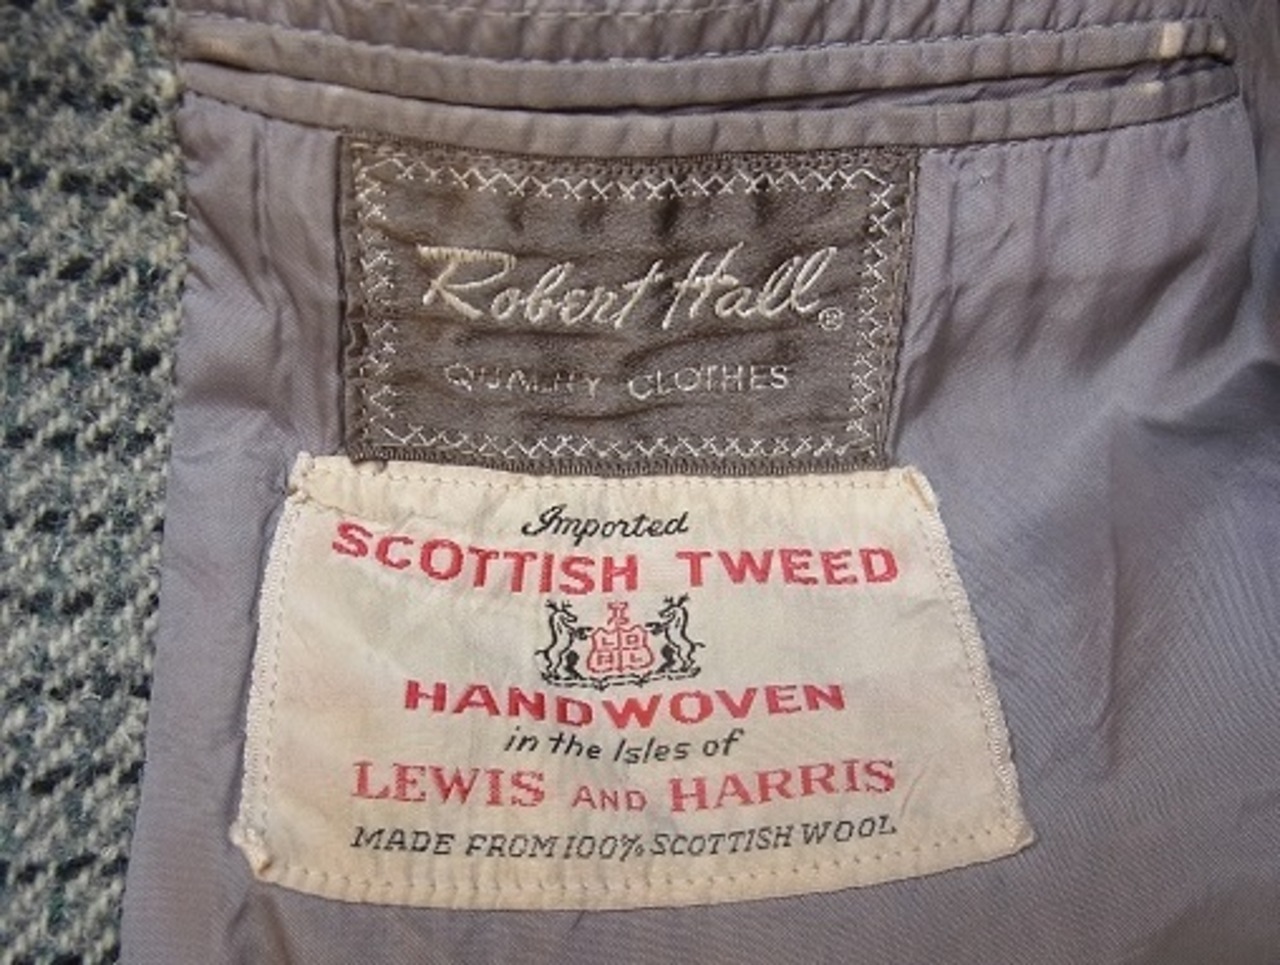 Robert Hall®
QUALITY CLOTHES
Imported
SCOTTISH TWEED
HANDWOVEN
in the Isles of
LEWIS AND HARRIS
MADE FROM 100% SCOTTISH WOOL